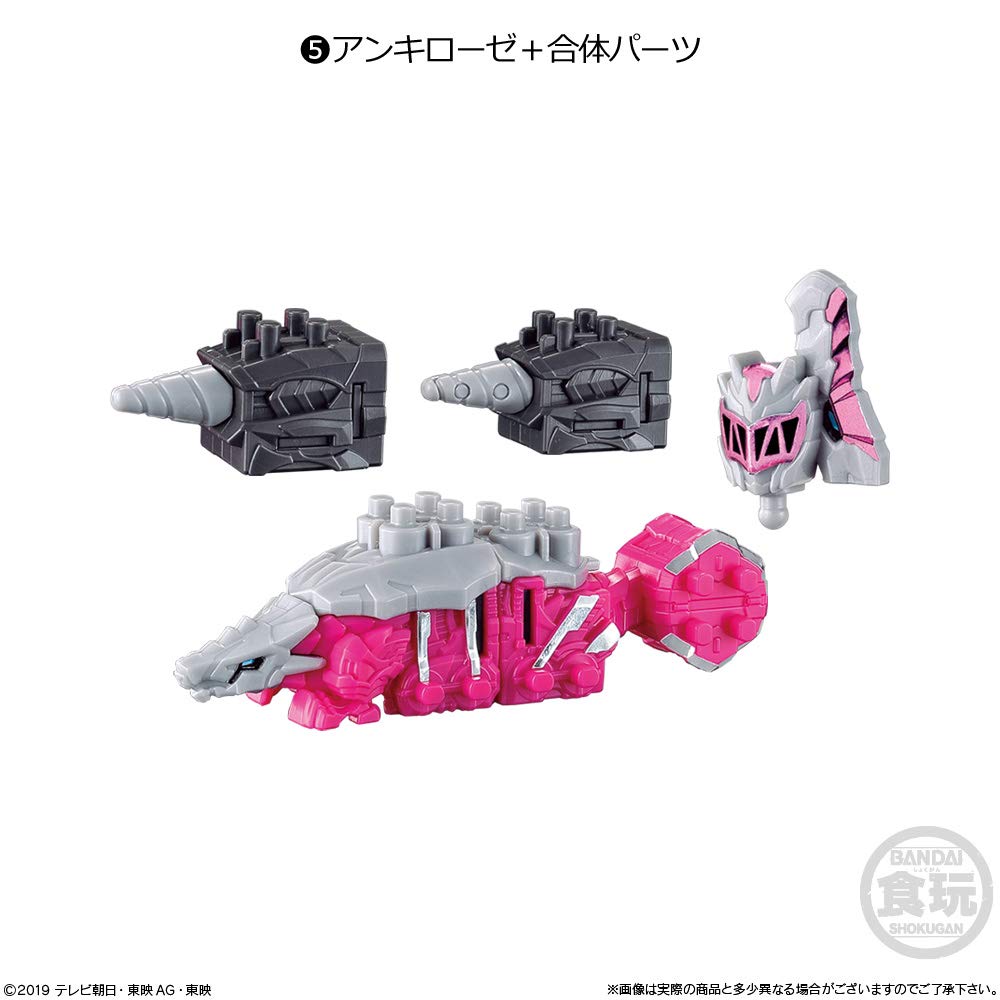 ❺アンキローゼ＋合体パーツ
BANDAI
しょくがん
食玩
SHOKUGAN
©2019 テレビ朝日・東映AG・東映
※画像は実際の商品と多少異なる場合がございますのでご了承下さい。